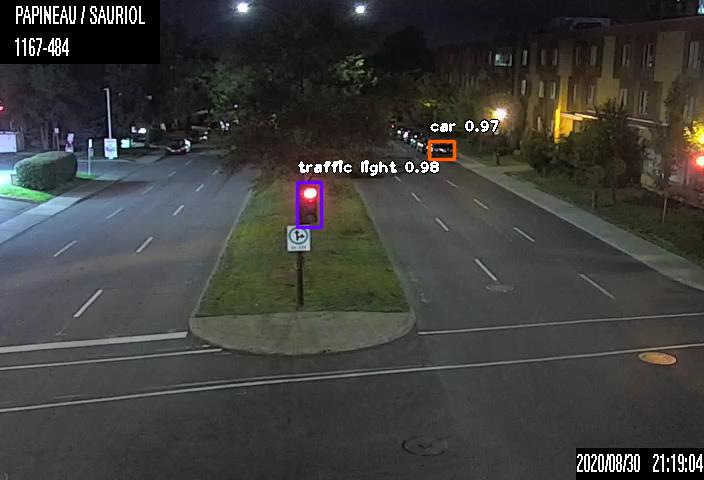 PAPINEAU / SAURIOL
1167-484
car 0.97
traffic light 0.98
2020/08/30 21:19:04